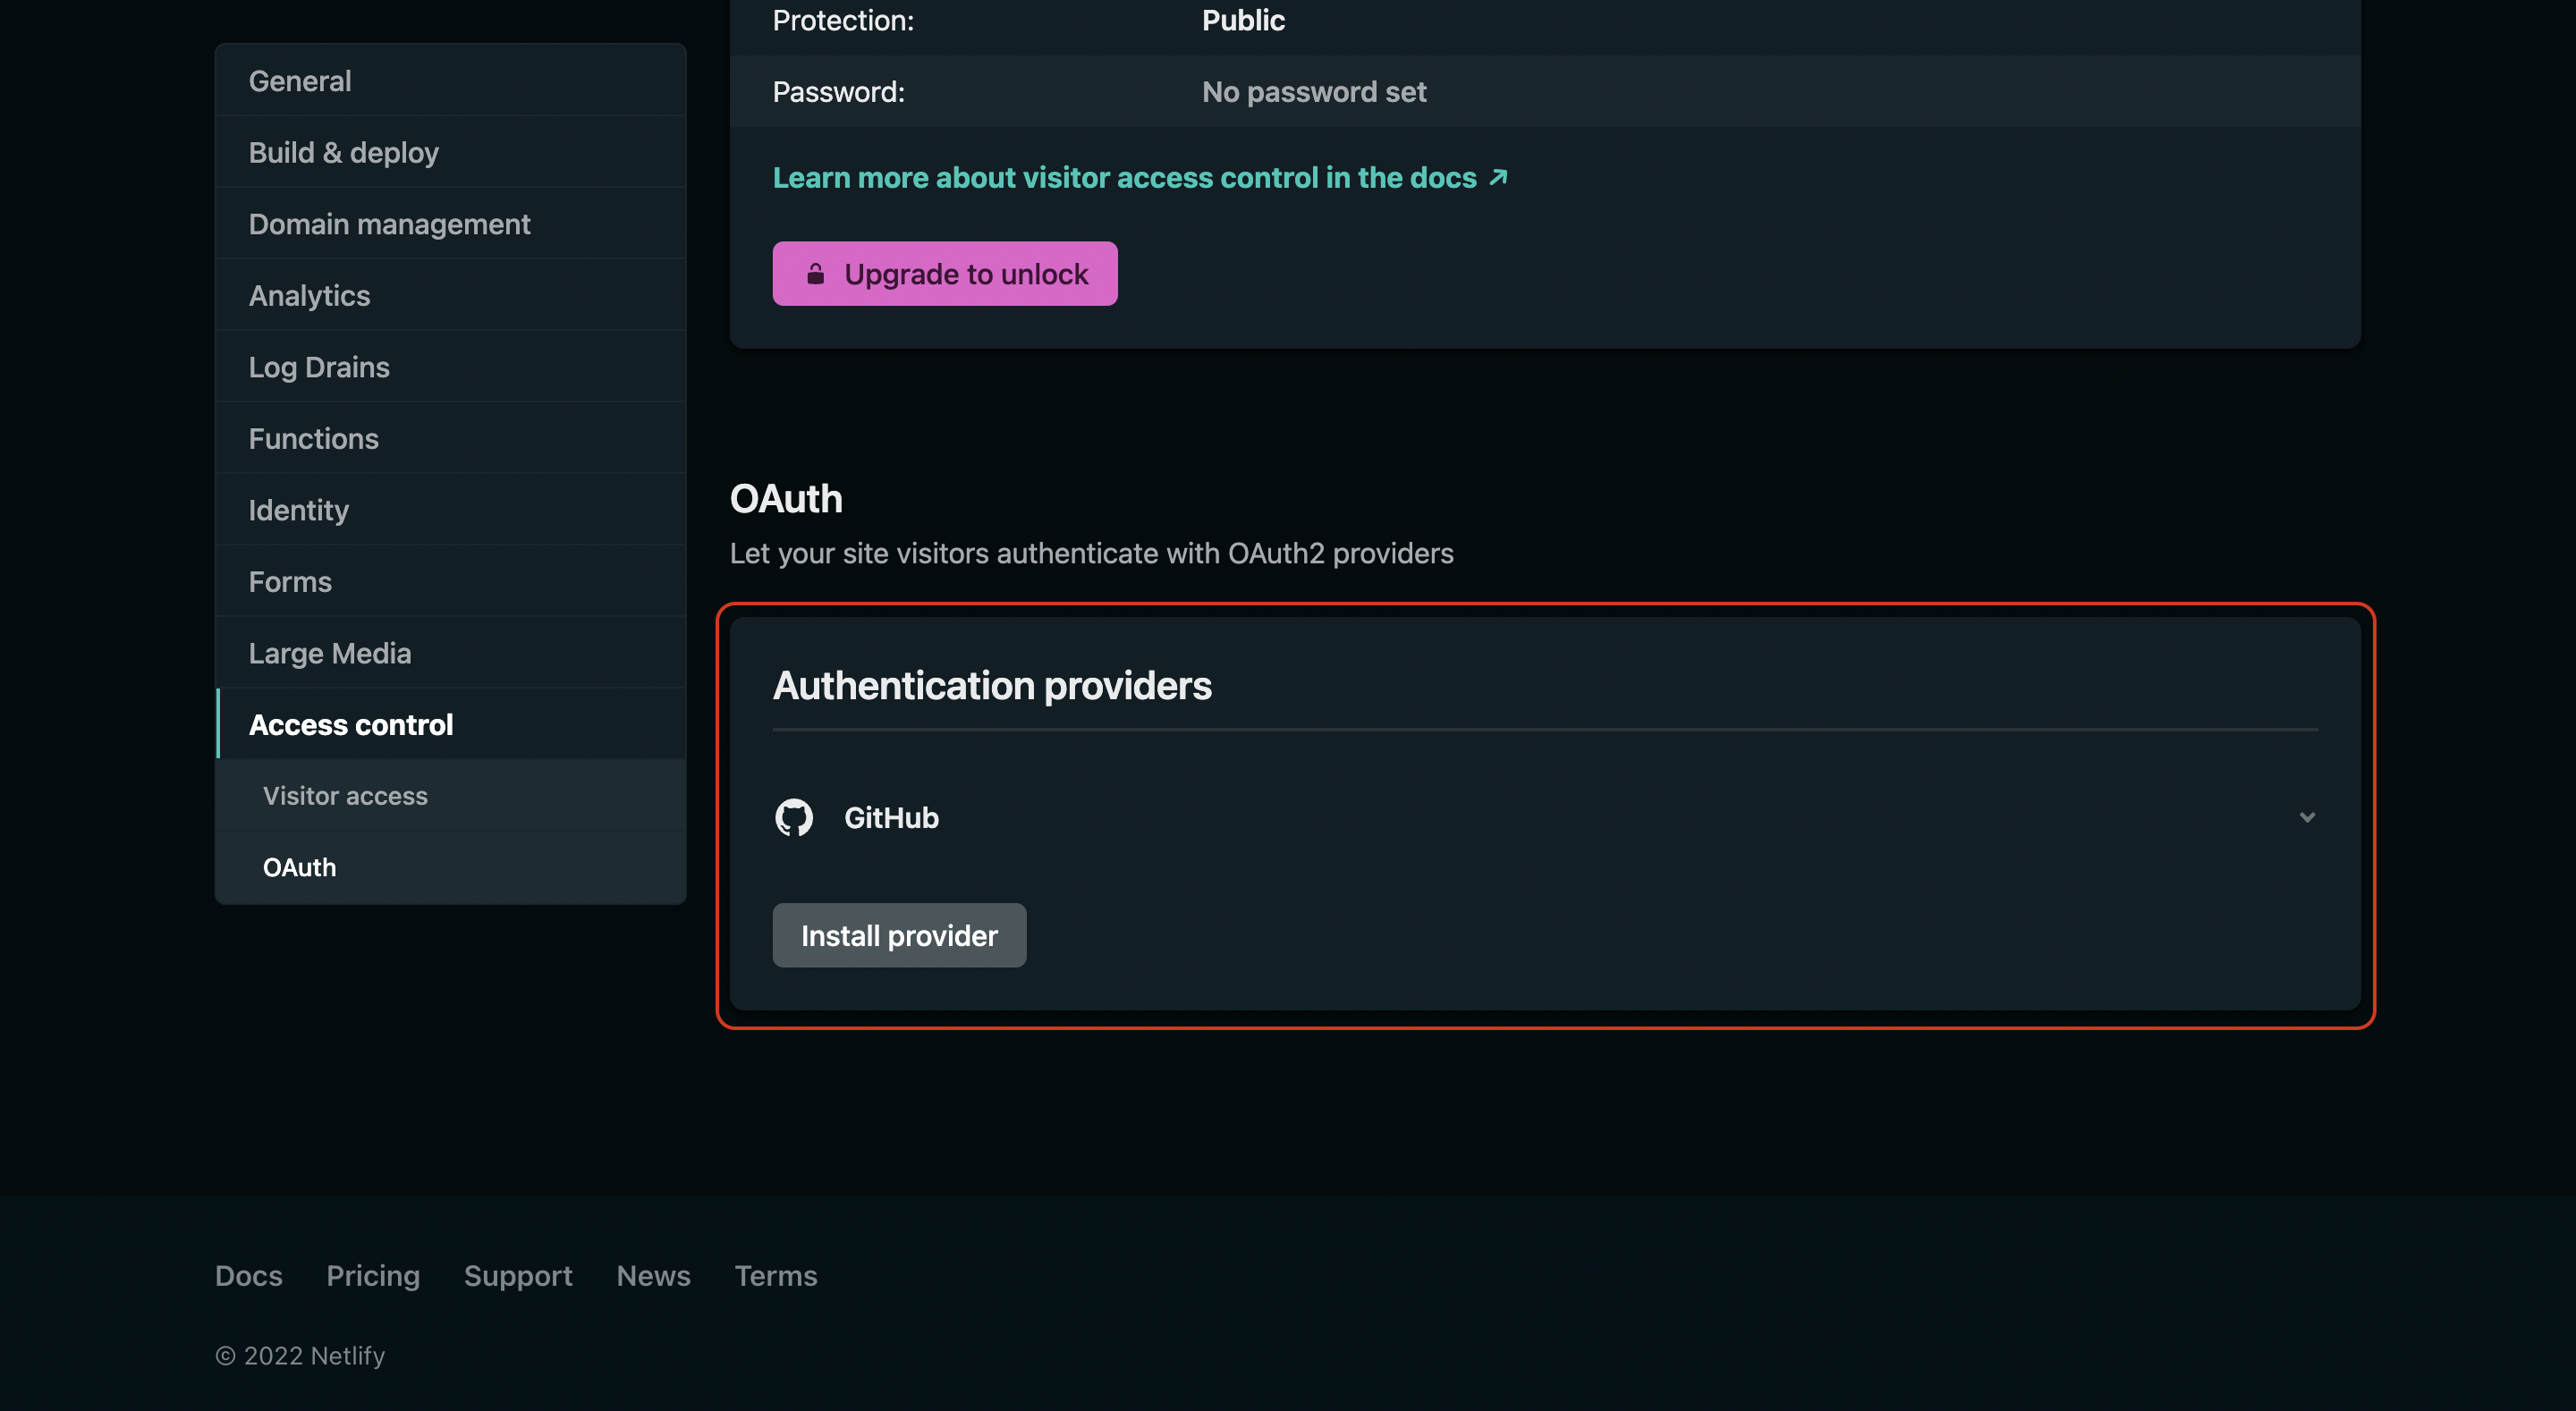 General
Build & deploy
Domain management
Analytics
Log Drains
Functions
Identity
Forms
Large Media
Access control
Visitor access
OAuth
Protection: Public
Password: No password set
Learn more about visitor access control in the docs ↗
Upgrade to unlock
OAuth
Let your site visitors authenticate with OAuth2 providers
Authentication providers
GitHub
Install provider
Docs Pricing Support News Terms
© 2022 Netlify